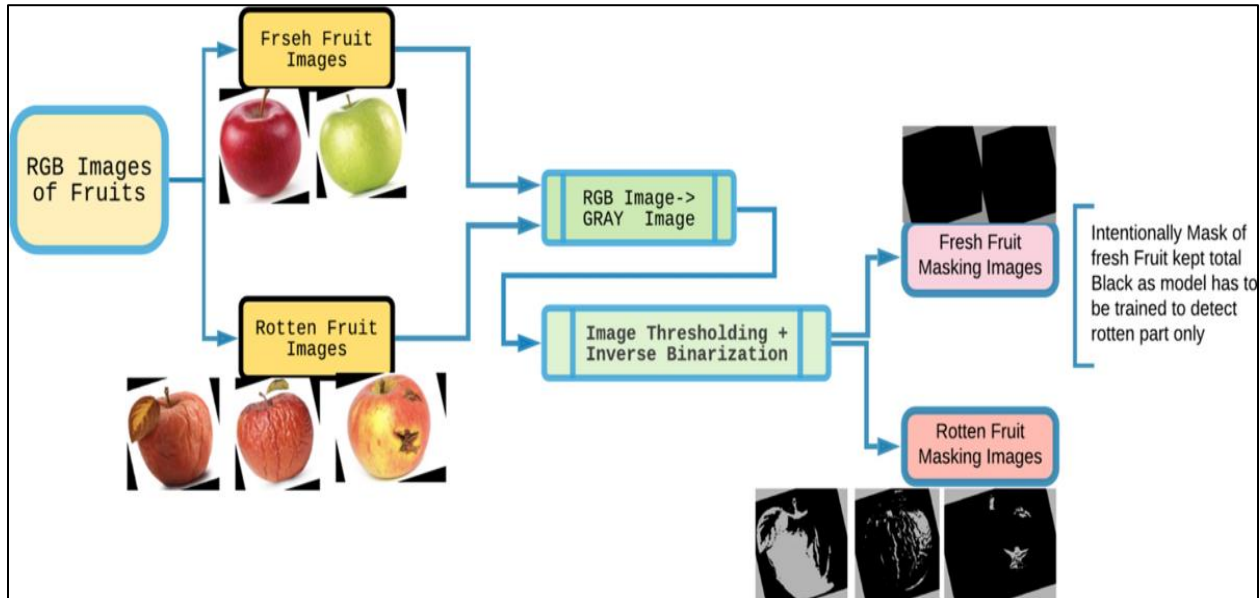 RGB Images
of Fruits
Frseh Fruit
Images
Rotten Fruit
Images
RGB Image->
GRAY Image
Image Thresholding +
Inverse Binarization
Fresh Fruit
Masking Images
Intentionally Mask of
fresh Fruit kept total
Black as model has to
be trained to detect
rotten part only
Rotten Fruit
Masking Images